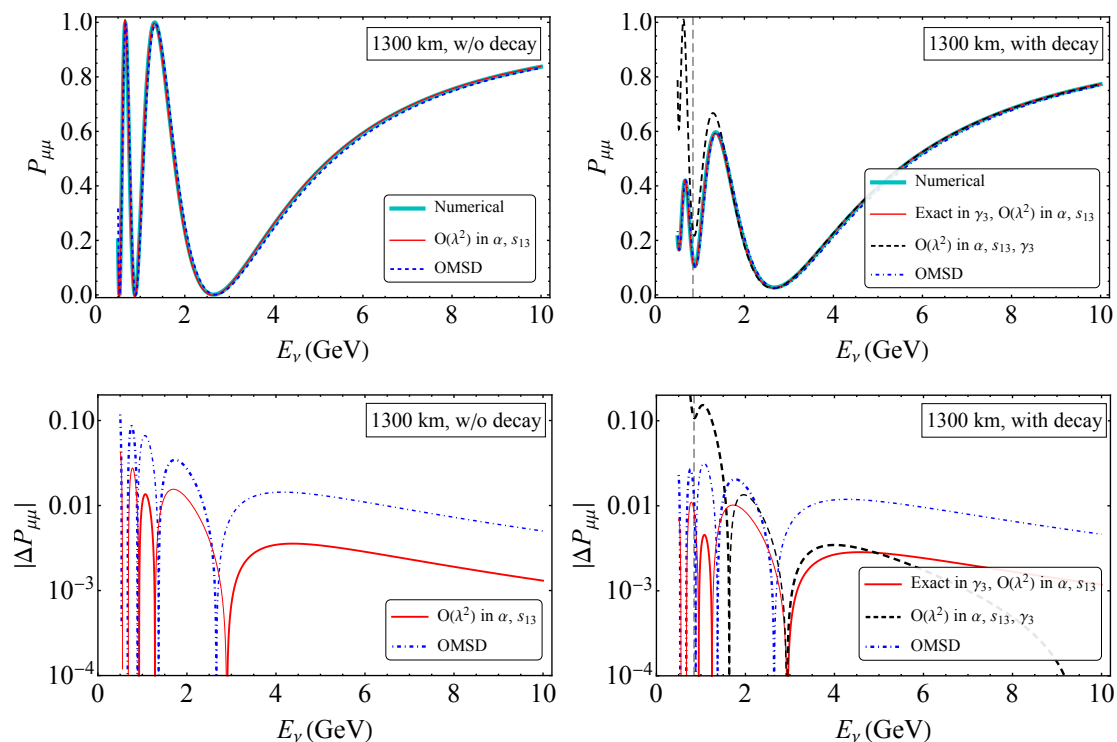 1300 km, w/o decay
P_μμ
1.0
0.8
0.6
0.4
0.2
0.0
Numerical
O(λ²) in α, s₁₃
OMSD
0 2 4 6 8 10
E_ν (GeV)
1300 km, with decay
P_μμ
1.0
0.8
0.6
0.4
0.2
0.0
Numerical
Exact in γ₃, O(λ²) in α, s₁₃
O(λ²) in α, s₁₃, γ₃
OMSD
0 2 4 6 8 10
E_ν (GeV)
1300 km, w/o decay
|ΔP_μμ|
0.10
0.01
10⁻³
10⁻⁴
O(λ²) in α, s₁₃
OMSD
0 2 4 6 8 10
E_ν (GeV)
1300 km, with decay
|ΔP_μμ|
0.10
0.01
10⁻³
10⁻⁴
Exact in γ₃, O(λ²) in α, s₁₃
O(λ²) in α, s₁₃, γ₃
OMSD
0 2 4 6 8 10
E_ν (GeV)